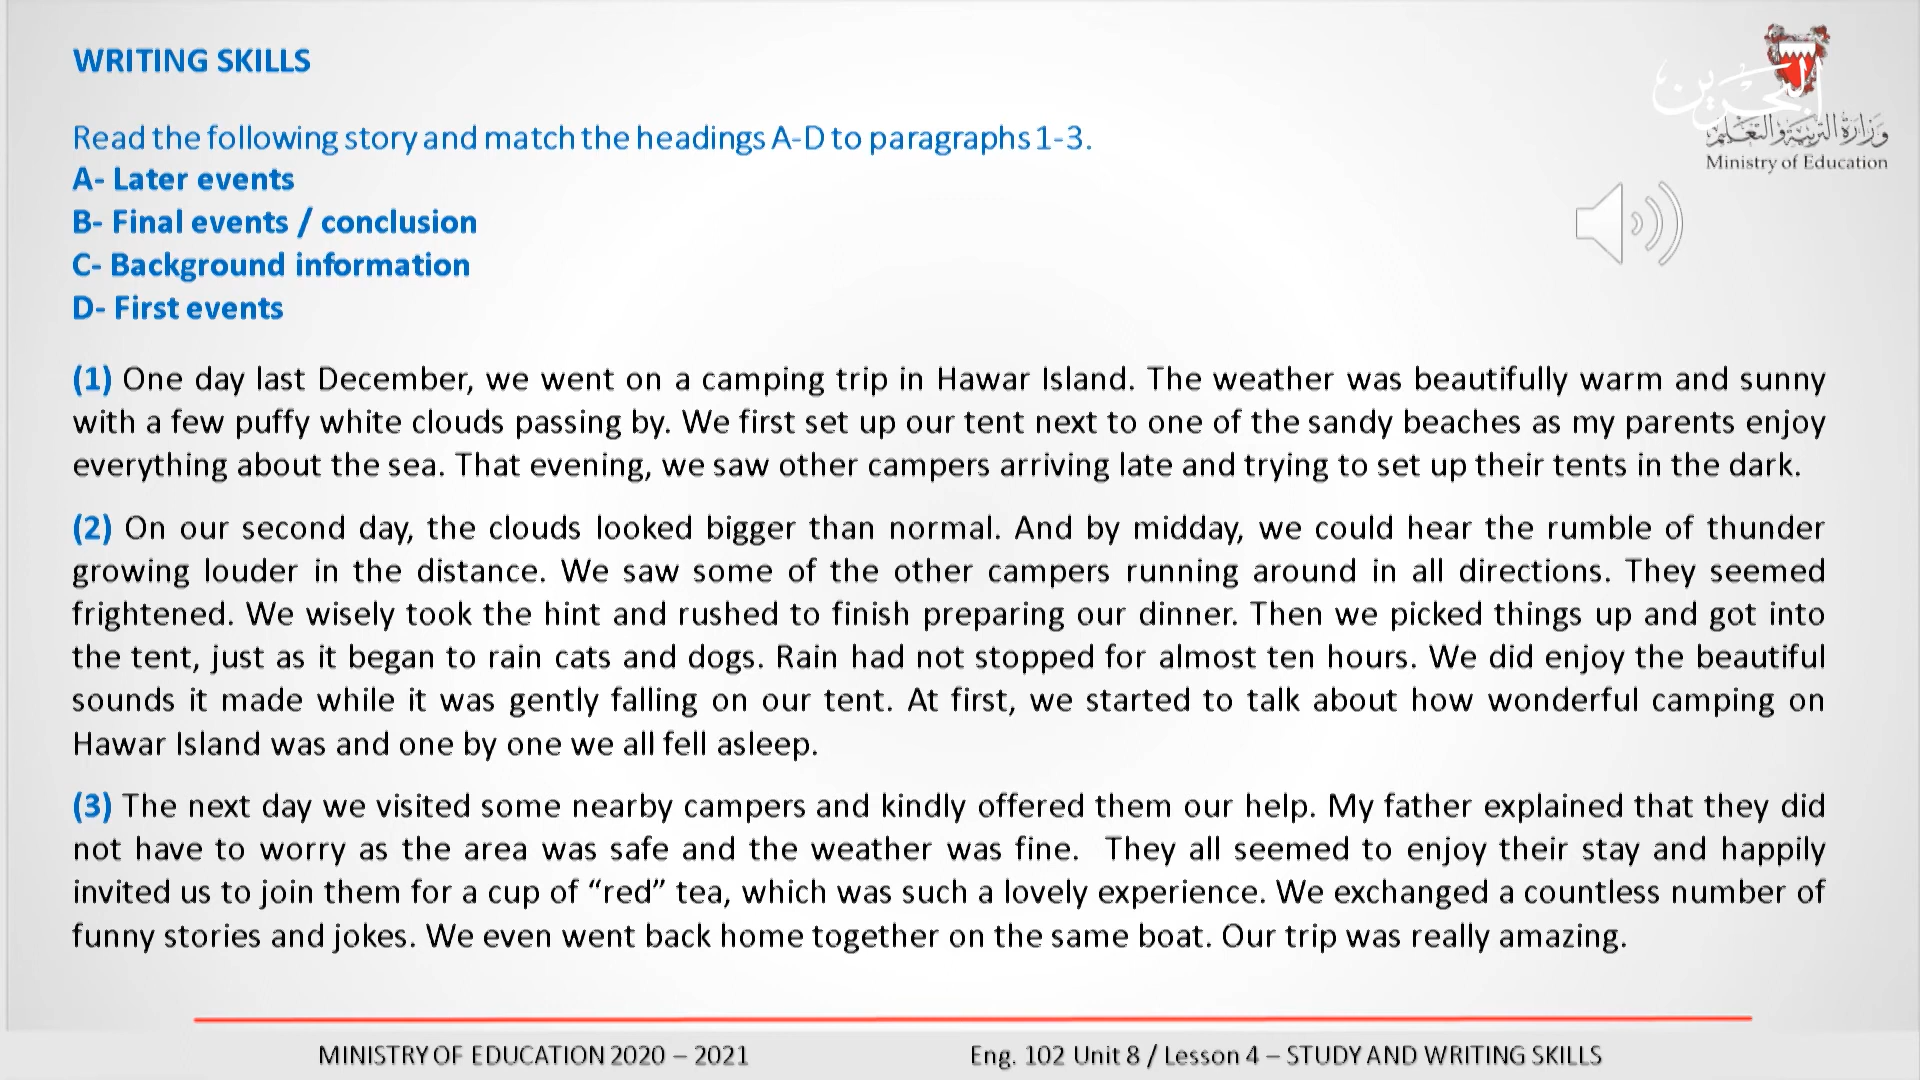 WRITING SKILLS
البحرين
وزارة التربية والتعليم
Ministry of Education
Read the following story and match the headings A-D to paragraphs 1-3.
A- Later events
B- Final events / conclusion
C- Background information
D- First events
(1) One day last December, we went on a camping trip in Hawar Island. The weather was beautifully warm and sunny
with a few puffy white clouds passing by. We first set up our tent next to one of the sandy beaches as my parents enjoy
everything about the sea. That evening, we saw other campers arriving late and trying to set up their tents in the dark.
(2) On our second day, the clouds looked bigger than normal. And by midday, we could hear the rumble of thunder
growing louder in the distance. We saw some of the other campers running around in all directions. They seemed
frightened. We wisely took the hint and rushed to finish preparing our dinner. Then we picked things up and got into
the tent, just as it began to rain cats and dogs. Rain had not stopped for almost ten hours. We did enjoy the beautiful
sounds it made while it was gently falling on our tent. At first, we started to talk about how wonderful camping on
Hawar Island was and one by one we all fell asleep.
(3) The next day we visited some nearby campers and kindly offered them our help. My father explained that they did
not have to worry as the area was safe and the weather was fine. They all seemed to enjoy their stay and happily
invited us to join them for a cup of “red” tea, which was such a lovely experience. We exchanged a countless number of
funny stories and jokes. We even went back home together on the same boat. Our trip was really amazing.
MINISTRY OF EDUCATION 2020 – 2021
Eng. 102 Unit 8 / Lesson 4 – STUDY AND WRITING SKILLS